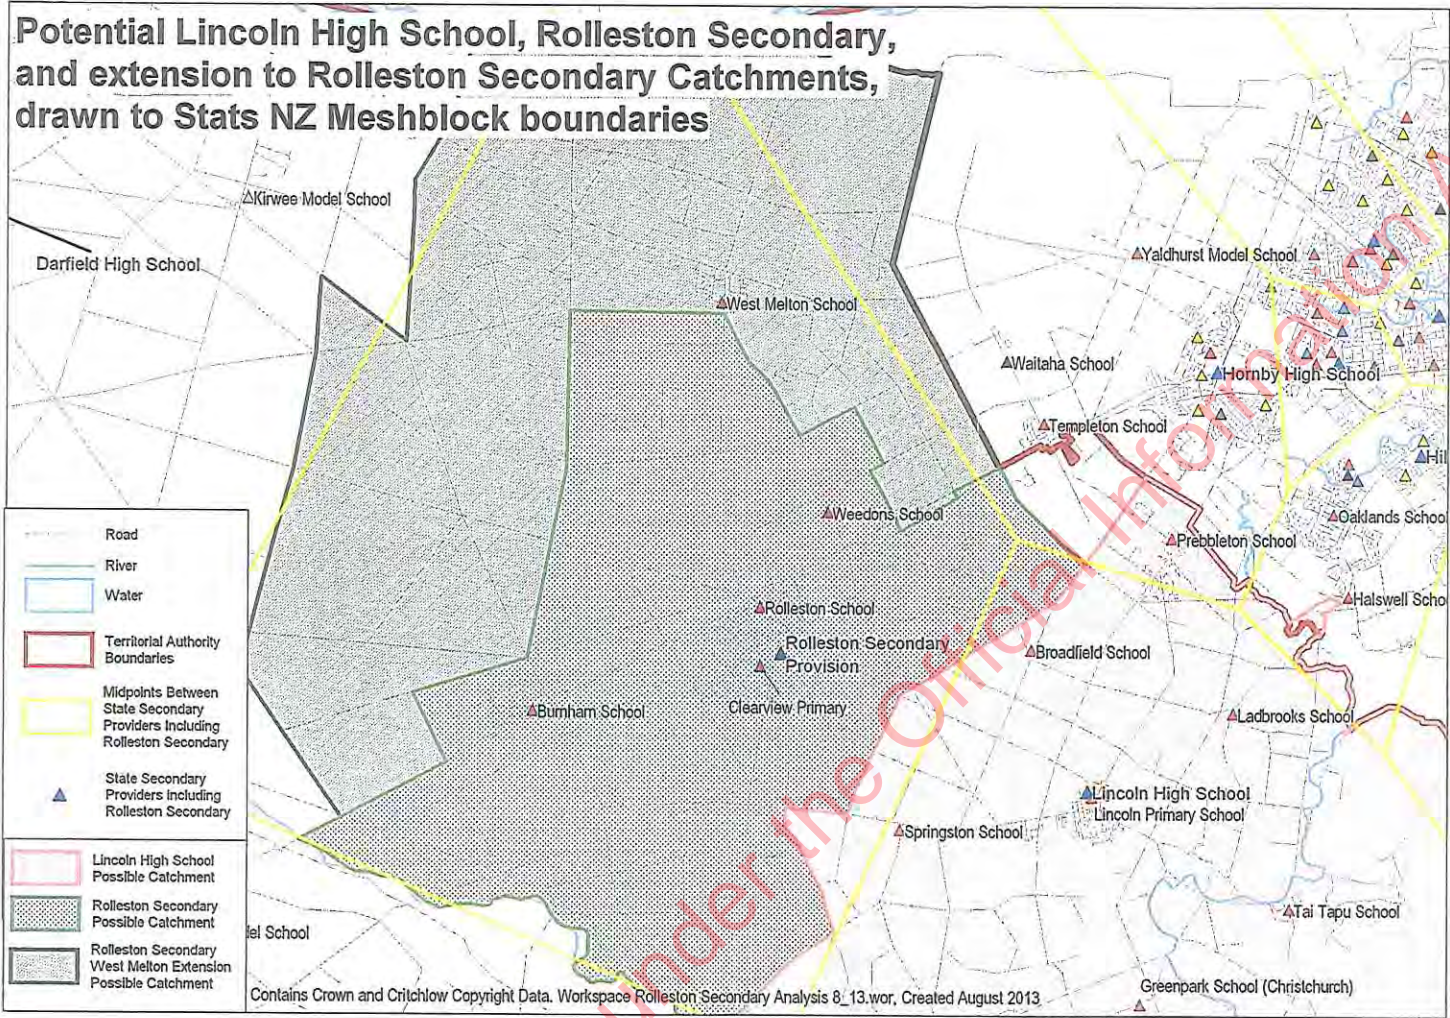 Potential Lincoln High School, Rolleston Secondary,
and extension to Rolleston Secondary Catchments,
drawn to Stats NZ Meshblock boundaries
Kirwee Model School
Darfield High School
Yaldhurst Model School
West Melton School
Waitaha School
Hornby High School
Templeton School
Hil
Weedons School
Oaklands School
Prebbleton School
Halswell Scho
Rolleston School
Rolleston Secondary
Provision
Broadfield School
Clearview Primary
Burnham School
Ladbrooks School
Lincoln High School
Lincoln Primary School
Springston School
Tai Tapu School
el School
Greenpark School (Christchurch)
Road
River
Water
Territorial Authority
Boundaries
Midpoints Between
State Secondary
Providers Including
Rolleston Secondary
State Secondary
Providers Including
Rolleston Secondary
Lincoln High School
Possible Catchment
Rolleston Secondary
Possible Catchment
Rolleston Secondary
West Melton Extension
Possible Catchment
Contains Crown and Critchlow Copyright Data. Workspace Rolleston Secondary Analysis 8_13.wor, Created August 2013
under the Official Information A